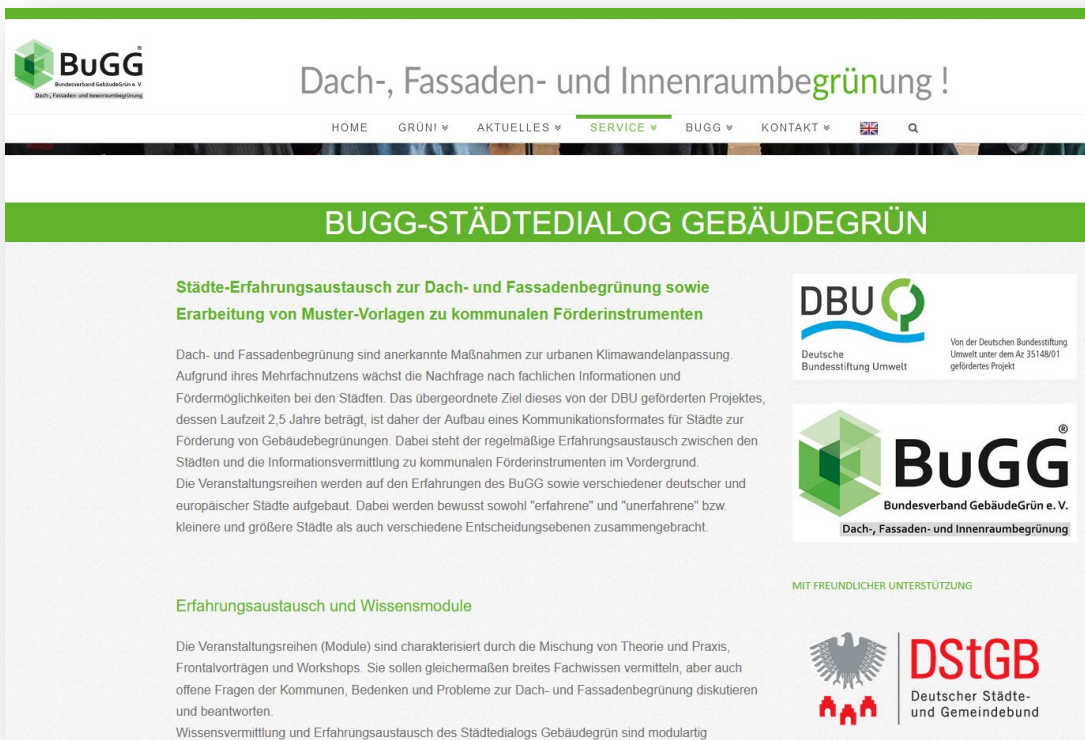 BuGG®
Bundesverband GebäudeGrün e. V.
Dach-, Fassaden- und Innenraumbegrünung
Dach-, Fassaden- und Innenraumbegrünung !
HOME GRÜN! AKTUELLES SERVICE BUGG KONTAKT
BUGG-STÄDTEDIALOG GEBÄUDEGRÜN
Städte-Erfahrungsaustausch zur Dach- und Fassadenbegrünung sowie
Erarbeitung von Muster-Vorlagen zu kommunalen Förderinstrumenten
Dach- und Fassadenbegrünung sind anerkannte Maßnahmen zur urbanen Klimawandelanpassung.
Aufgrund ihres Mehrfachnutzens wächst die Nachfrage nach fachlichen Informationen und
Fördermöglichkeiten bei den Städten. Das übergeordnete Ziel dieses von der DBU geförderten Projektes,
dessen Laufzeit 2,5 Jahre beträgt, ist daher der Aufbau eines Kommunikationsformates für Städte zur
Förderung von Gebäudebegrünungen. Dabei steht der regelmäßige Erfahrungsaustausch zwischen den
Städten und die Informationsvermittlung zu kommunalen Förderinstrumenten im Vordergrund.
Die Veranstaltungsreihen werden auf den Erfahrungen des BuGG sowie verschiedener deutscher und
europäischer Städte aufgebaut. Dabei werden bewusst sowohl "erfahrene" und "unerfahrene" bzw.
kleinere und größere Städte als auch verschiedene Entscheidungsebenen zusammengebracht.
Erfahrungsaustausch und Wissensmodule
Die Veranstaltungsreihen (Module) sind charakterisiert durch die Mischung von Theorie und Praxis,
Frontalvorträgen und Workshops. Sie sollen gleichermaßen breites Fachwissen vermitteln, aber auch
offene Fragen der Kommunen, Bedenken und Probleme zur Dach- und Fassadenbegrünung diskutieren
und beantworten.
Wissensvermittlung und Erfahrungsaustausch des Städtedialogs Gebäudegrün sind modulartig
DBU
Deutsche
Bundesstiftung Umwelt
Von der Deutschen Bundesstiftung
Umwelt unter dem Az 35148/01
gefördertes Projekt
BuGG®
Bundesverband GebäudeGrün e. V.
Dach-, Fassaden- und Innenraumbegrünung
MIT FREUNDLICHER UNTERSTÜTZUNG
DStGB
Deutscher Städte-
und Gemeindebund